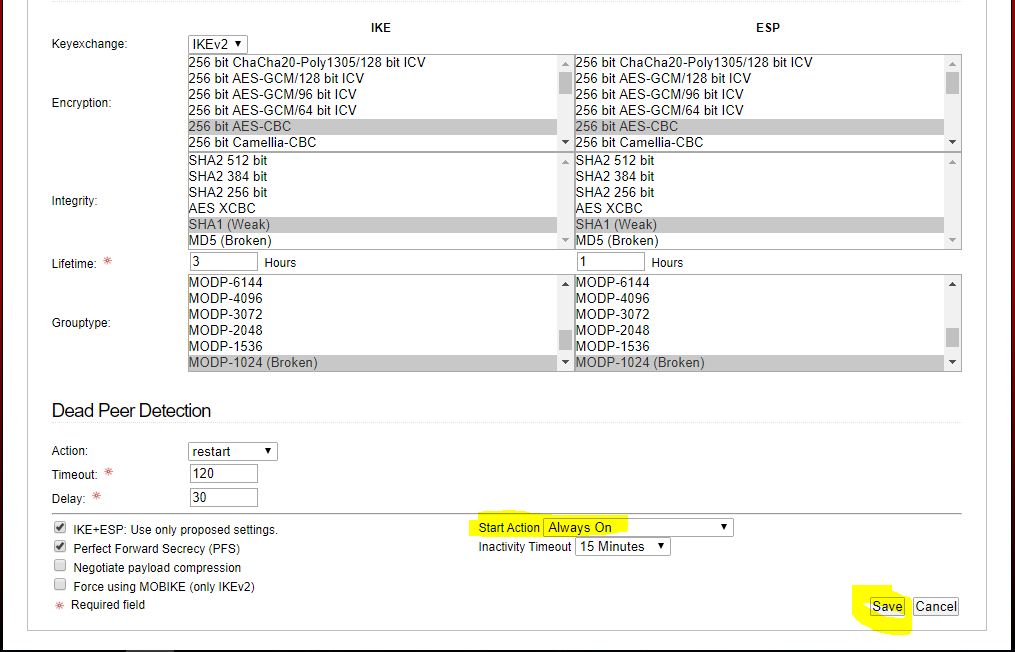 IKE ESP
Keyexchange: IKEv2
Encryption:
256 bit ChaCha20-Poly1305/128 bit ICV 256 bit ChaCha20-Poly1305/128 bit ICV
256 bit AES-GCM/128 bit ICV 256 bit AES-GCM/128 bit ICV
256 bit AES-GCM/96 bit ICV 256 bit AES-GCM/96 bit ICV
256 bit AES-GCM/64 bit ICV 256 bit AES-GCM/64 bit ICV
256 bit AES-CBC 256 bit AES-CBC
256 bit Camellia-CBC 256 bit Camellia-CBC
Integrity:
SHA2 512 bit SHA2 512 bit
SHA2 384 bit SHA2 384 bit
SHA2 256 bit SHA2 256 bit
AES XCBC AES XCBC
SHA1 (Weak) SHA1 (Weak)
MD5 (Broken) MD5 (Broken)
Lifetime: * 3 Hours 1 Hours
Grouptype:
MODP-6144 MODP-6144
MODP-4096 MODP-4096
MODP-3072 MODP-3072
MODP-2048 MODP-2048
MODP-1536 MODP-1536
MODP-1024 (Broken) MODP-1024 (Broken)
Dead Peer Detection
Action: restart
Timeout: * 120
Delay: * 30
IKE+ESP: Use only proposed settings. Start Action Always On
Perfect Forward Secrecy (PFS) Inactivity Timeout 15 Minutes
Negotiate payload compression
Force using MOBIKE (only IKEv2)
* Required field Save Cancel